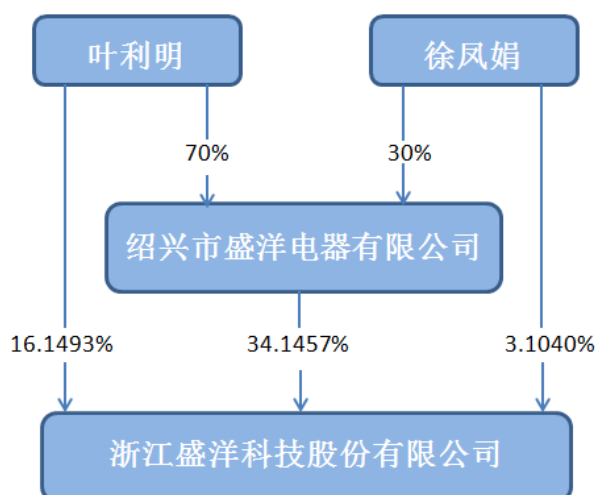 叶利明
徐凤娟
70%
30%
绍兴市盛洋电器有限公司
16.1493%
34.1457%
3.1040%
浙江盛洋科技股份有限公司